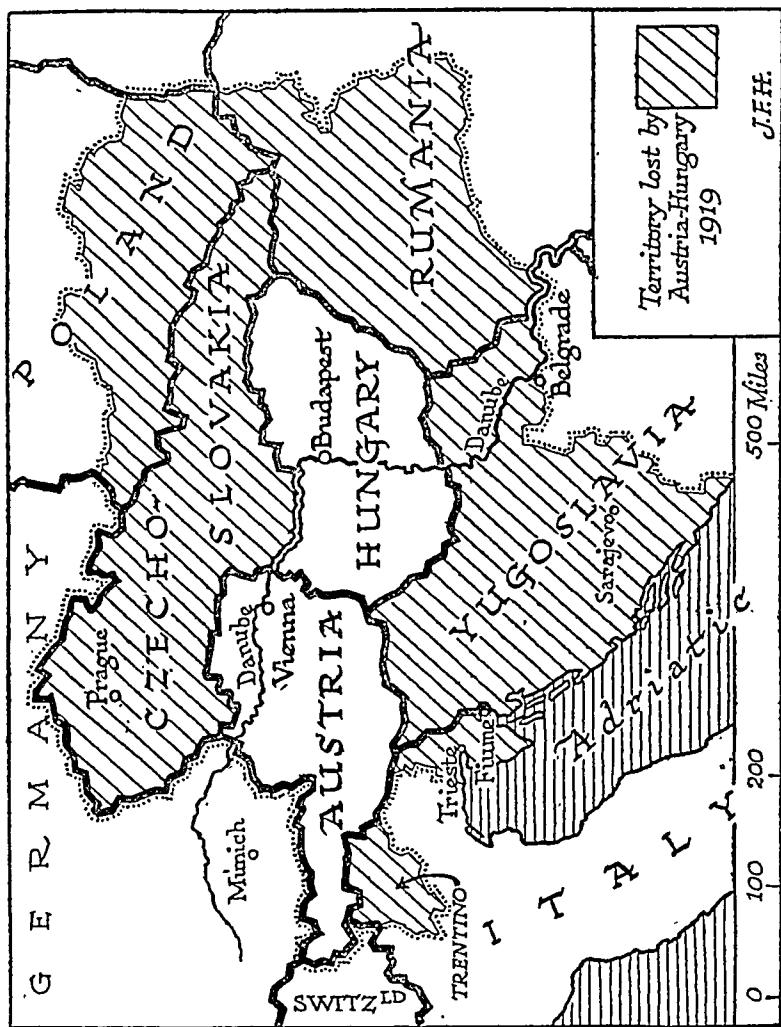 GERMANY
POLAND
Prague
CZECHO-
SLOVAKIA
Munich
Danube
Vienna
AUSTRIA
Budapest
HUNGARY
RUMANIA
SWITZLD
TRENTINO
Trieste
Fiume
YUGOSLAVIA
Danube
Belgrade
Sarajevo
Adriatic
ITALY
Territory lost by
Austria-Hungary
1919
J.F.H.
0 100 200 500 Miles